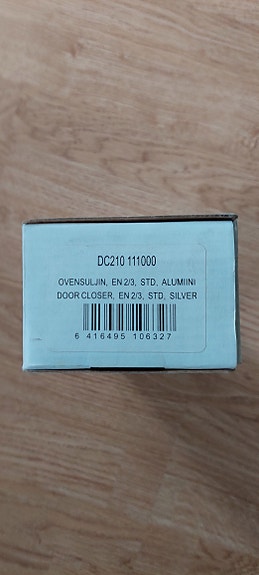 DC210 111000
OVENSULJIN, EN 2/3, STD, ALUMIINI
DOOR CLOSER, EN 2/3, STD, SILVER
6 416495 106327